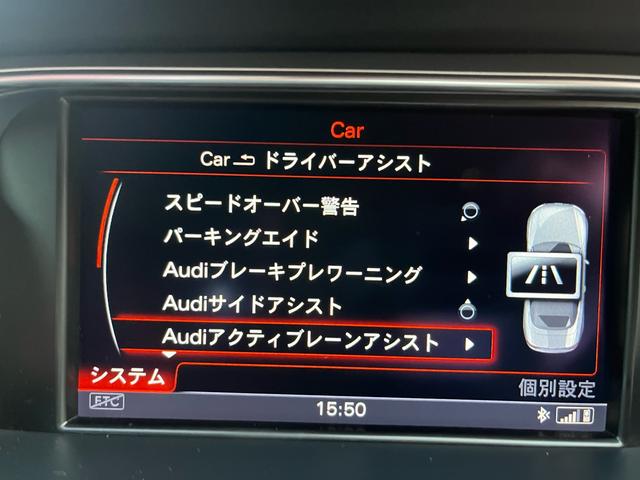 Car
Car ドライバーアシスト
スピードオーバー警告
パーキングエイド
Audiブレーキプレワーニング
Audiサイドアシスト
Audiアクティブレーンアシスト
システム
個別設定
ETC
15:50